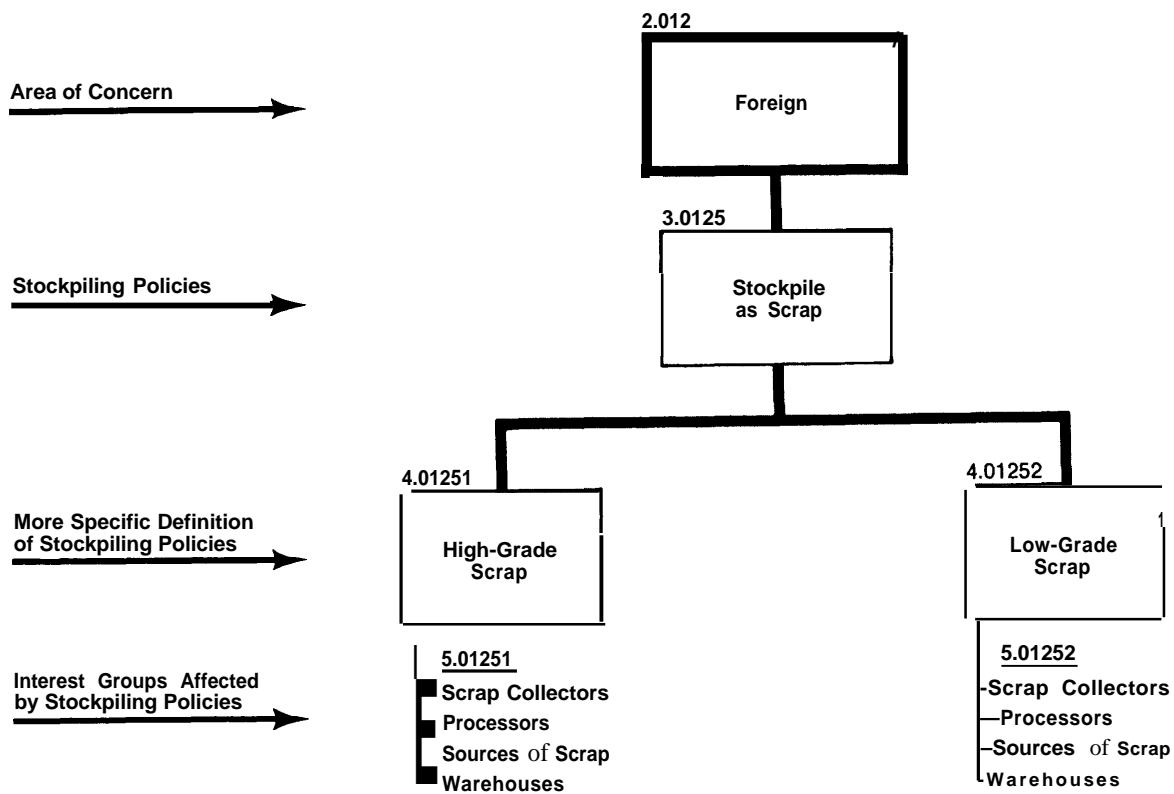 2.012
Area of Concern
Foreign
3.0125
Stockpiling Policies
Stockpile
as Scrap
4.01251
4.01252
More Specific Definition
of Stockpiling Policies
High-Grade
Scrap
Low-Grade
Scrap
1
Interest Groups Affected
by Stockpiling Policies
5.01251
Scrap Collectors
Processors
Sources of Scrap
Warehouses
5.01252
-Scrap Collectors
—Processors
–Sources of Scrap
-Warehouses